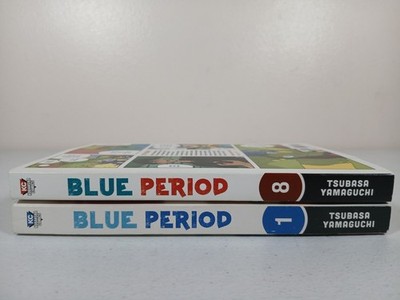 BLUE PERIOD 8 TSUBASA
YAMAGUCHI
BLUE PERIOD 1 TSUBASA
YAMAGUCHI